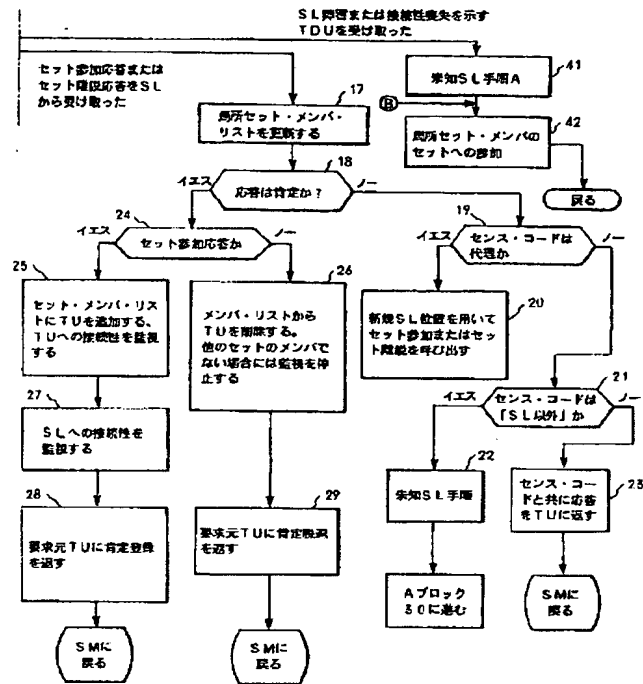 SL障害または接続性喪失を示す
TDUを受け取った
セット参加応答または
セット離脱応答をSL
から受け取った
41
未知SL手順A
17
局所セット・メンバ・
リストを更新する
B
42
局所セット・メンバの
セットへの参加
戻る
18
応答は肯定か?
イエス
ノー
24
セット参加応答か
イエス
ノー
19
センス・コードは
代理か
イエス
ノー
25
セット・メンバ・リスト
にTUを追加する、
TUへの接続性を監視
する
26
メンバ・リストから
TUを削除する。
他のセットのメンバで
ない場合には監視を停
止する
20
新規SL位置を用いて
セット参加またはセット
離脱を呼び出す
21
センス・コードは
「SL以外」か
イエス
ノー
27
SLへの接続性を
監視する
22
未知SL手順
23
センス・コー
ドと共に応答
をTUに返す
28
要求元TUに肯定登録
を返す
29
要求元TUに肯定脱退
を返す
Aブロック
30に進む
SMに
戻る
SMに
戻る
SMに
戻る